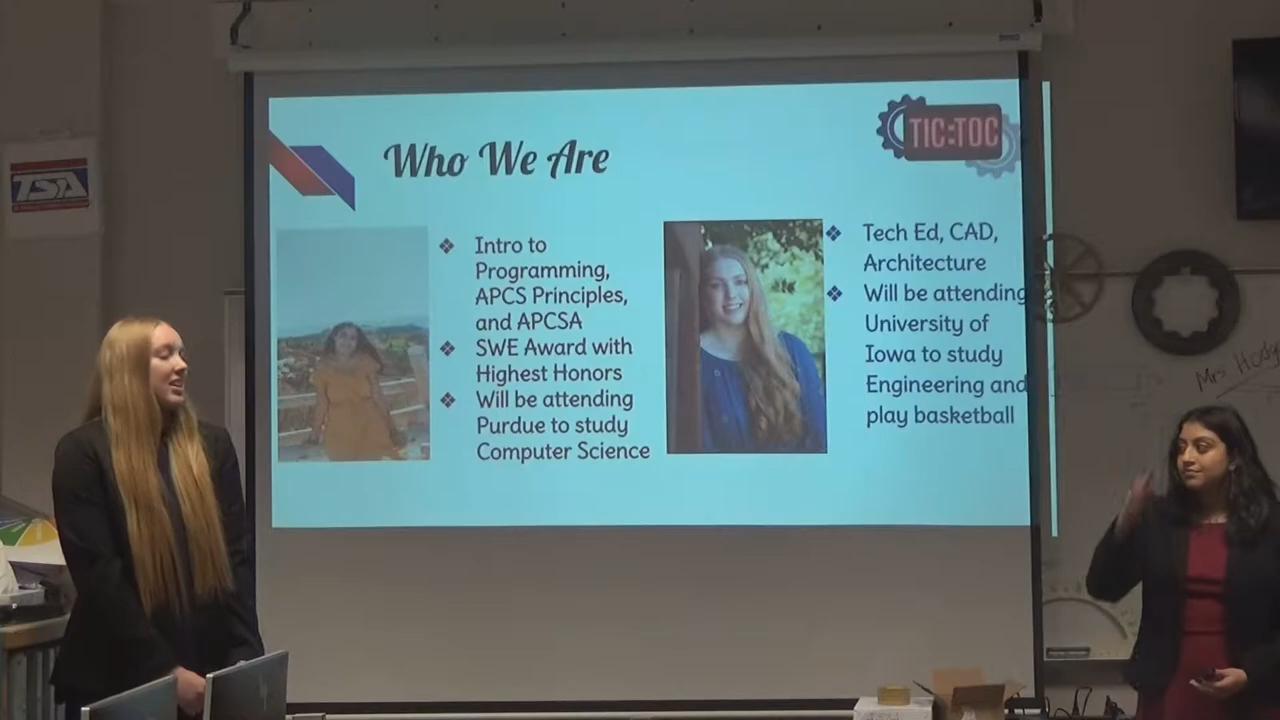 Who We Are
TIC:TOC
TSA
Intro to
Programming,
APCS Principles,
and APCSA
SWE Award with
Highest Honors
Will be attending
Purdue to study
Computer Science
Tech Ed, CAD,
Architecture
Will be attending
University of
Iowa to study
Engineering and
play basketball
Mrs